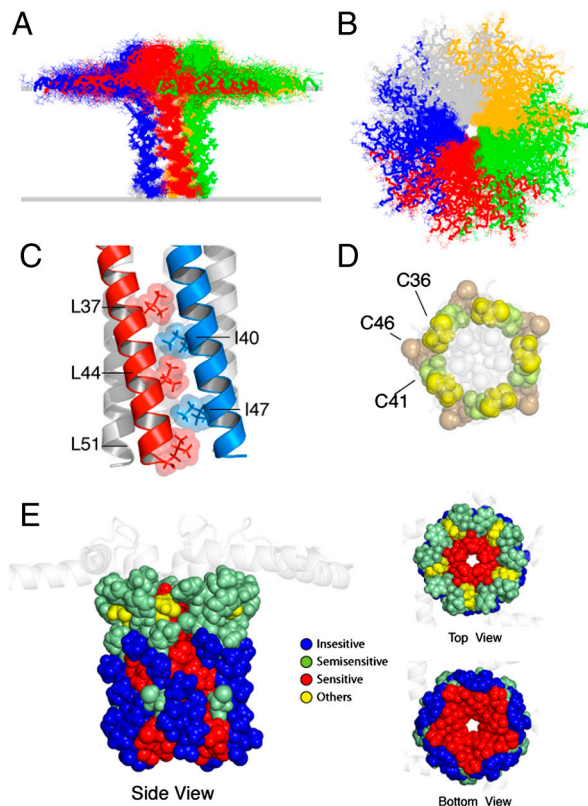 A
B
C
L37
I40
L44
I47
L51
D
C36
C46
C41
E
Insesitive
Semisensitive
Sensitive
Others
Side View
Top View
Bottom View